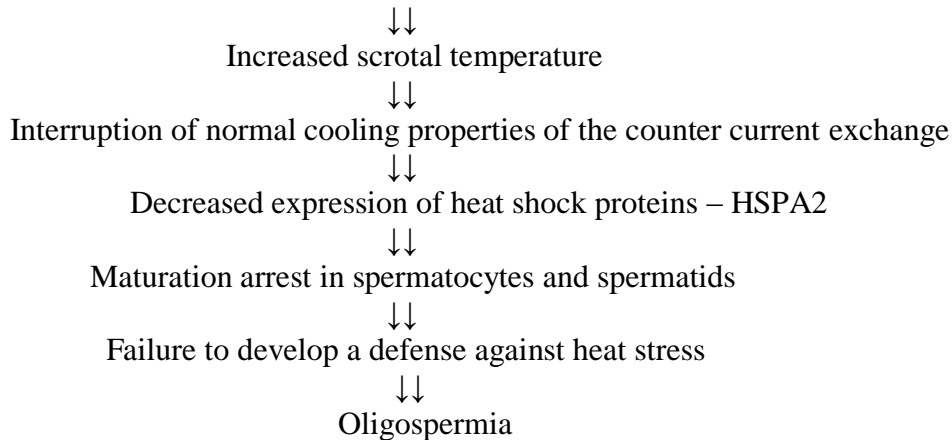 ↓↓
Increased scrotal temperature
↓↓
Interruption of normal cooling properties of the counter current exchange
↓↓
Decreased expression of heat shock proteins – HSPA2
↓↓
Maturation arrest in spermatocytes and spermatids
↓↓
Failure to develop a defense against heat stress
↓↓
Oligospermia